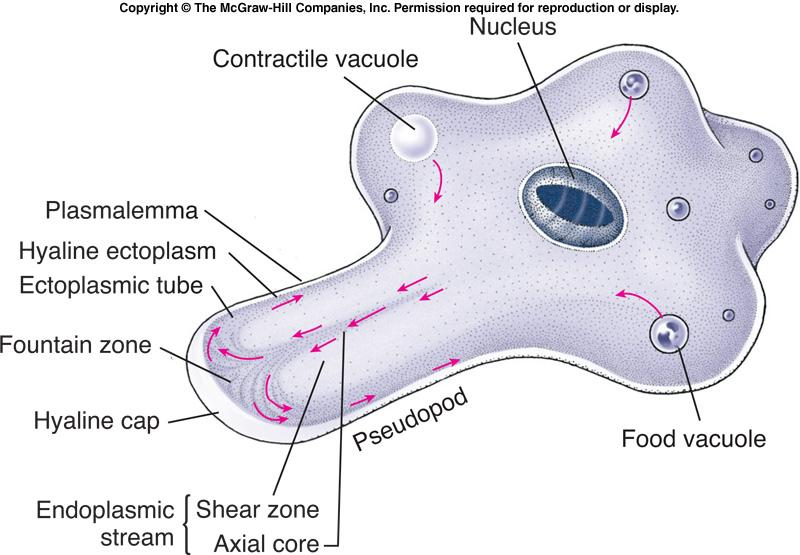 Copyright © The McGraw-Hill Companies, Inc. Permission required for reproduction or display.
Nucleus
Contractile vacuole
Plasmalemma
Hyaline ectoplasm
Ectoplasmic tube
Fountain zone
Hyaline cap
Pseudopod
Food vacuole
Endoplasmic
stream
Shear zone
Axial core